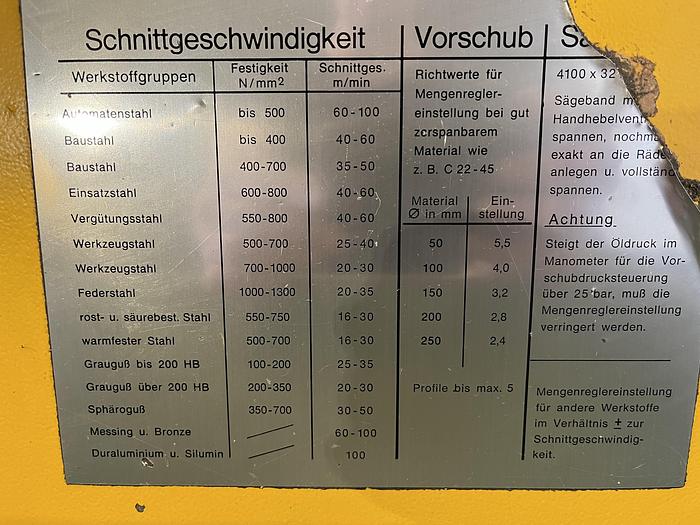 Schnittgeschwindigkeit
Werkstoffgruppen Festigkeit N/mm2 Schnittges. m/min
Automatenstahl bis 500 60-100
Baustahl bis 400 40-60
Baustahl 400-700 35-50
Einsatzstahl 600-800 40-60
Vergütungsstahl 550-800 40-60
Werkzeugstahl 500-700 25-40
Werkzeugstahl 700-1000 20-30
Federstahl 1000-1300 20-35
rost- u. säurebest. Stahl 550-750 16-30
warmfester Stahl 500-700 16-30
Grauguß bis 200 HB 100-200 25-35
Grauguß über 200 HB 200-350 20-30
Sphäroguß 350-700 30-50
Messing u. Bronze 60-100
Duraluminium u. Silumin 100
Vorschub
Richtwerte für
Mengenregler-
einstellung bei gut
zcrspanbarem
Material wie
z. B. C 22-45
Material Ø in mm Ein-stellung
50 5,5
100 4,0
150 3,2
200 2,8
250 2,4
Profile bis max. 5
4100 x 32
Sägeband
Handhebelvent
spannen, nochma
exakt an die Räde
anlegen u. vollständ
spannen.
Achtung
Steigt der Öldruck im
Manometer für die Vor-
schubdrucksteuerung
über 25 bar, muß die
Mengenreglereinstellung
verringert werden.
Mengenreglereinstellung
für andere Werkstoffe
im Verhältnis ± zur
Schnittgeschwindig-
keit.